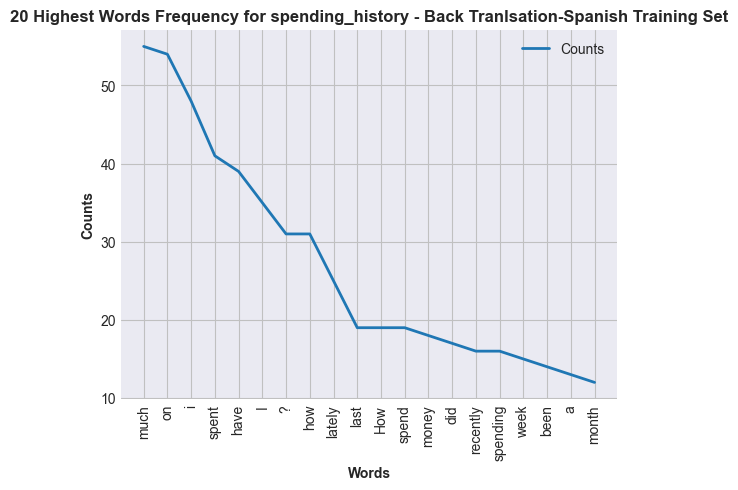 20 Highest Words Frequency for spending_history - Back Tranlsation-Spanish Training Set
Counts
50
40
30
20
10
Counts
much
on
i
spent
have
I
?
how
lately
last
How
spend
money
did
recently
spending
week
been
a
month
Words